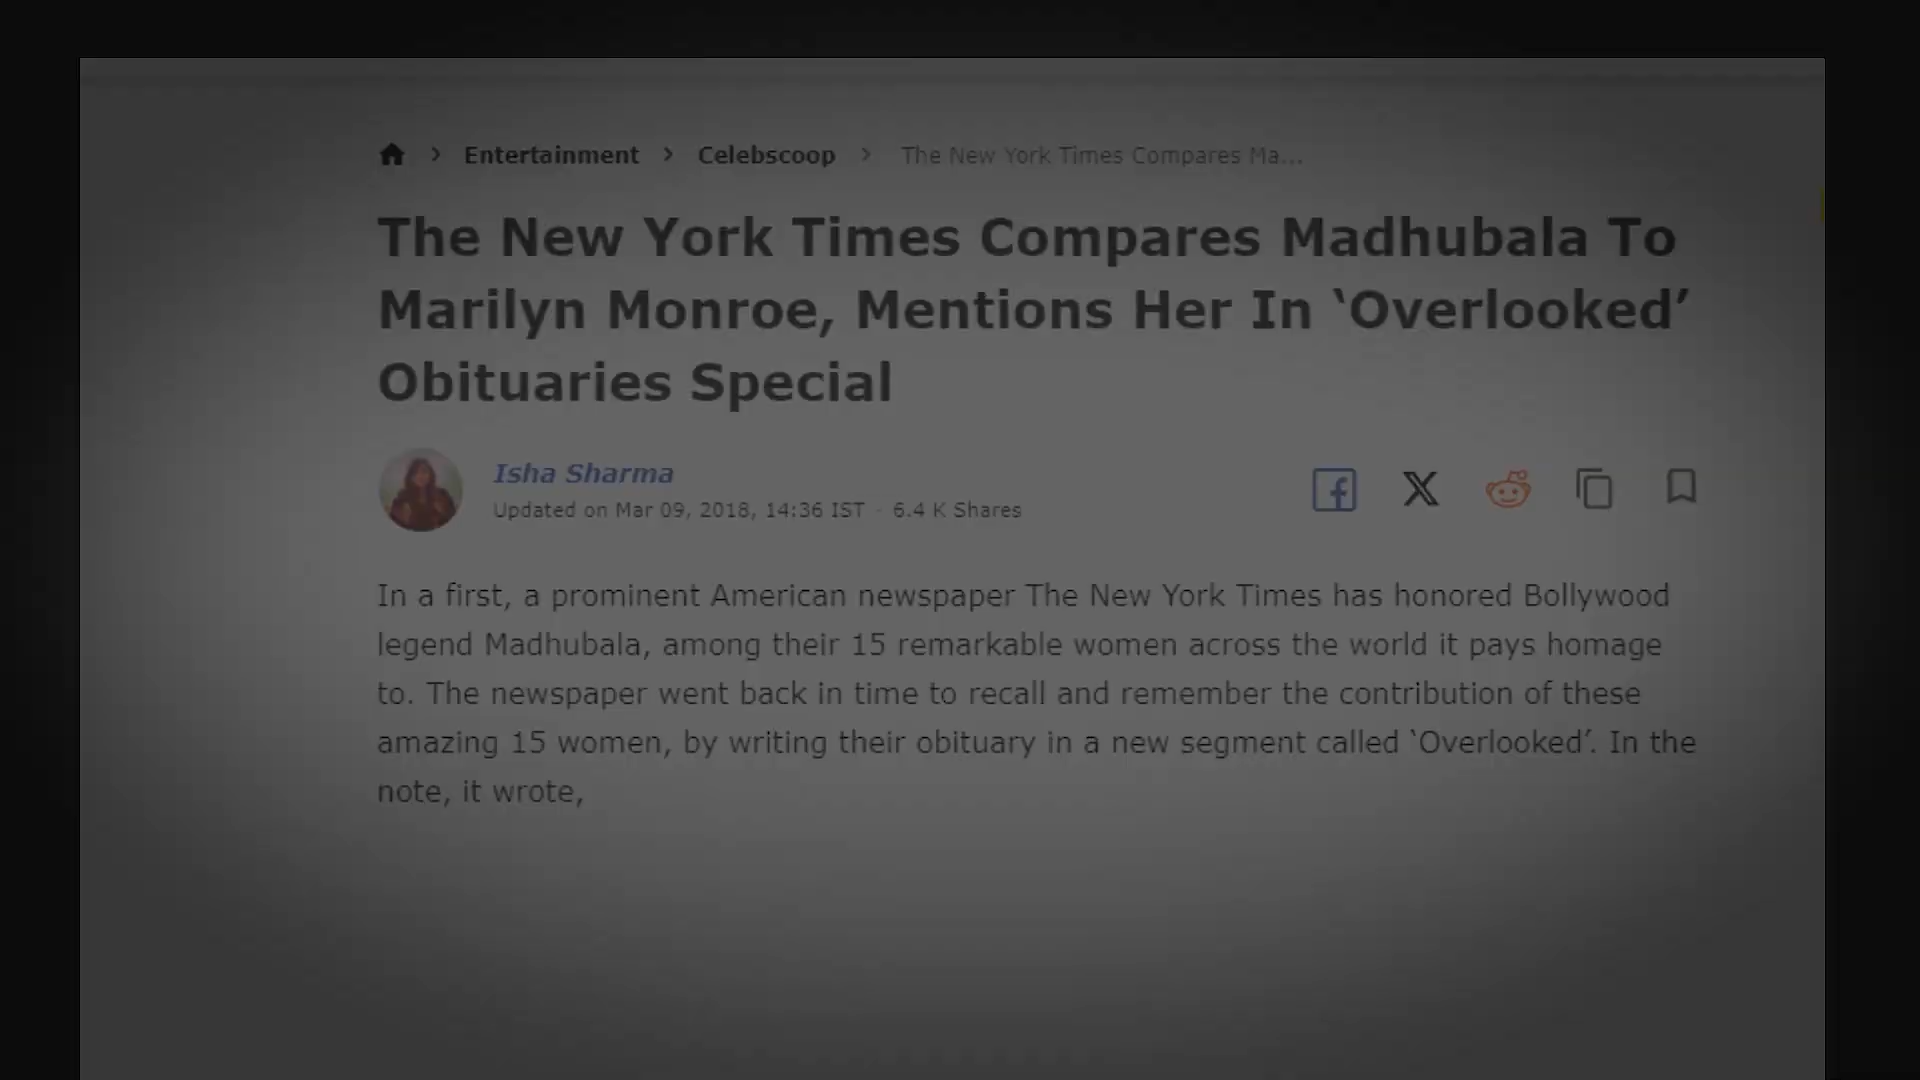 Entertainment Celebscoop The New York Times Compares Ma...
The New York Times Compares Madhubala To
Marilyn Monroe, Mentions Her In ‘Overlooked’
Obituaries Special
Isha Sharma
Updated on Mar 09, 2018, 14:36 IST - 6.4 K Shares
In a first, a prominent American newspaper The New York Times has honored Bollywood
legend Madhubala, among their 15 remarkable women across the world it pays homage
to. The newspaper went back in time to recall and remember the contribution of these
amazing 15 women, by writing their obituary in a new segment called ‘Overlooked’. In the
note, it wrote,